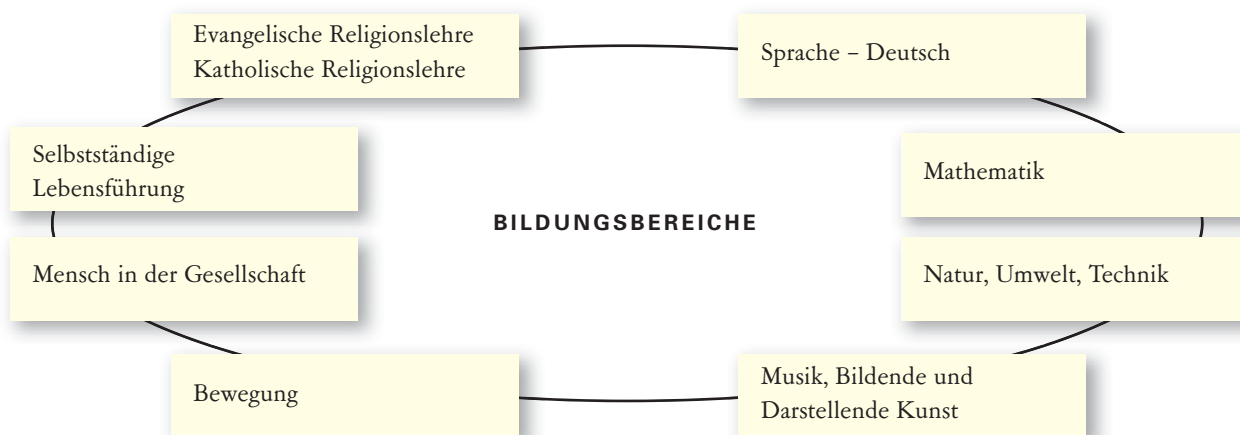 Evangelische Religionslehre
Katholische Religionslehre
Sprache – Deutsch
Selbstständige
Lebensführung
Mathematik
BILDUNGSBEREICHE
Mensch in der Gesellschaft
Natur, Umwelt, Technik
Bewegung
Musik, Bildende und
Darstellende Kunst